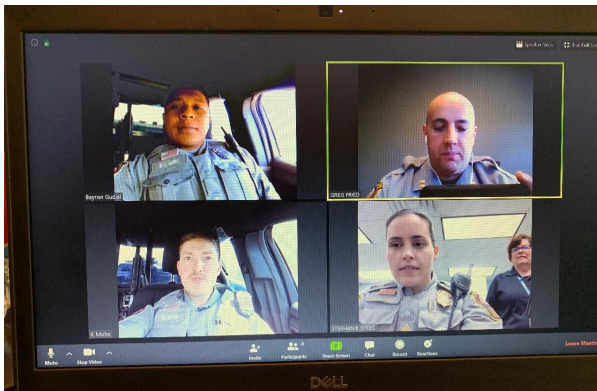 Speaker View
Bayron Gudiel
GREG FRIED
STEPHANIE SYKES
Mute
Stop Video
Invite
Participants
4
Share Screen
Chat
Record
Reactions
Leave Meeting
DELL